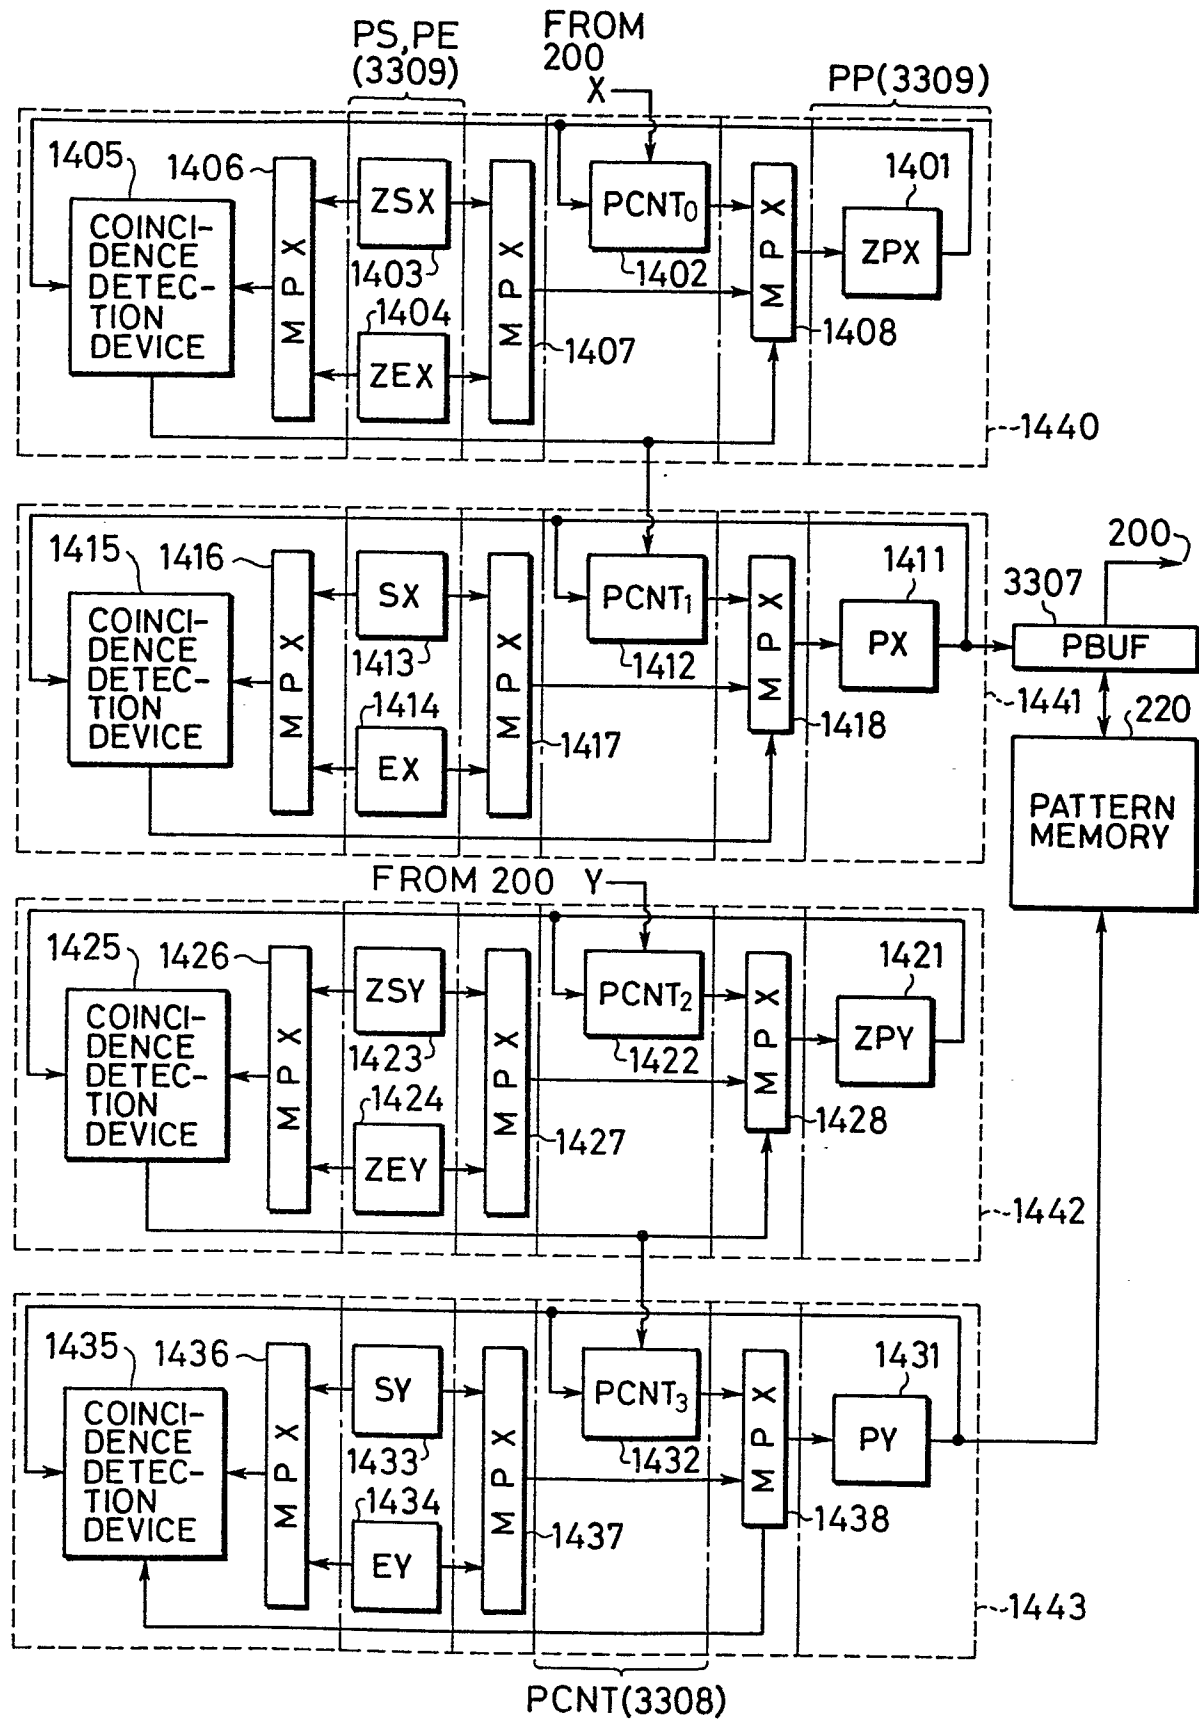 PS,PE
(3309)
FROM
200
X
PP(3309)
1405
1406
COINCI-
DENCE
DETEC-
TION
DEVICE
MPX
ZSX
1403
1404
ZEX
MPX
1407
PCNT0
1402
MPX
1408
1401
ZPX
1440
1415
1416
COINCI-
DENCE
DETEC-
TION
DEVICE
MPX
SX
1413
1414
EX
MPX
1417
PCNT1
1412
MPX
1418
1411
PX
1441
200
3307
PBUF
220
PATTERN
MEMORY
FROM 200 Y
1425
1426
COINCI-
DENCE
DETEC-
TION
DEVICE
MPX
ZSY
1423
1424
ZEY
MPX
1427
PCNT2
1422
MPX
1428
1421
ZPY
1442
1435
1436
COINCI-
DENCE
DETEC-
TION
DEVICE
MPX
SY
1433
1434
EY
MPX
1437
PCNT3
1432
MPX
1438
1431
PY
1443
PCNT(3308)